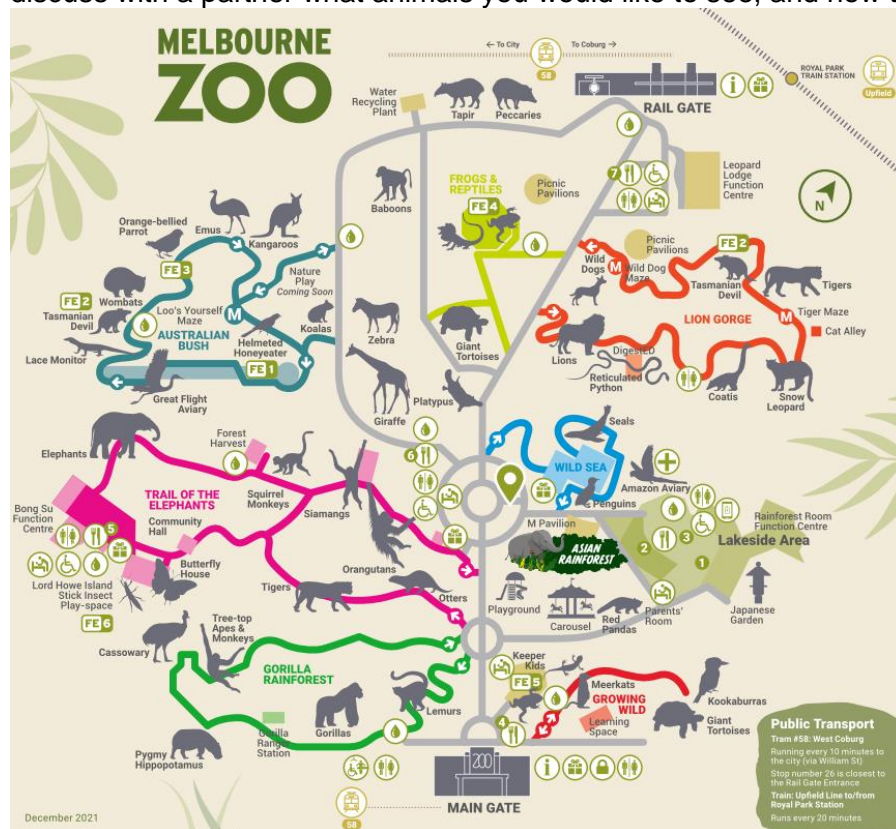 discuss with a partner what animals you would like to see, and how
MELBOURNE
ZOO
← To City
To Coburg →
58
ROYAL PARK
TRAIN STATION
Upfield
RAIL GATE
Water
Recycling
Plant
Tapir
Peccaries
Baboons
FROGS &
REPTILES
FE 4
Picnic
Pavilions
7
Leopard
Lodge
Function
Centre
N
Orange-bellied
Parrot
Emus
Kangaroos
FE 3
Nature
Play
Coming Soon
FE 2
Wombats
Tasmanian
Devil
Loo's Yourself
Maze
M
AUSTRALIAN
BUSH
Helmeted
Honeyeater
Koalas
Lace Monitor
FE 1
Great Flight
Aviary
Zebra
Giraffe
Giant
Tortoises
Platypus
Picnic
Pavilions
Wild
Dogs
M
Wild Dog
Maze
FE 2
Tasmanian
Devil
Tigers
M
Tiger Maze
Cat Alley
LION GORGE
Lions
DigestED
Reticulated
Python
Coatis
Snow
Leopard
Elephants
Forest
Harvest
Squirrel
Monkeys
TRAIL OF THE
ELEPHANTS
Siamangs
Bong Su
Function
Centre
5
Community
Hall
Butterfly
House
Lord Howe Island
Stick Insect
Play-space
FE 6
Tigers
Orangutans
Otters
6
Seals
WILD SEA
Penguins
Amazon Aviary
M Pavilion
ASIAN
RAINFOREST
2
3
1
Rainforest Room
Function Centre
Lakeside Area
Playground
Carousel
Red
Pandas
Parents'
Room
Japanese
Garden
Cassowary
Tree-top
Apes &
Monkeys
GORILLA
RAINFOREST
Lemurs
Gorillas
Gorilla
Ranger
Station
Pygmy
Hippopotamus
Keeper
Kids
FE 5
Meerkats
GROWING
WILD
4
Learning
Space
Kookaburras
Giant
Tortoises
ZOO
MAIN GATE
58
Public Transport
Tram #58: West Coburg
Running every 10 minutes to
the city (via William St)
Stop number 26 is closest to
the Rail Gate Entrance
Train: Upfield Line to/from
Royal Park Station
Runs every 20 minutes
December 2021